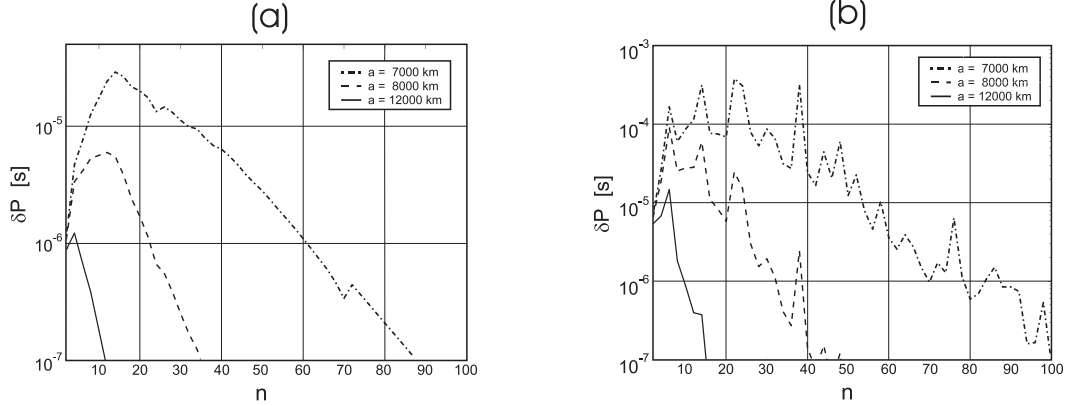 (a)
a = 7000 km
a = 8000 km
a = 12000 km
δP [s]
10^-5
10^-6
10^-7
10 20 30 40 50 60 70 80 90 100
n
(b)
a = 7000 km
a = 8000 km
a = 12000 km
δP [s]
10^-3
10^-4
10^-5
10^-6
10^-7
10 20 30 40 50 60 70 80 90 100
n